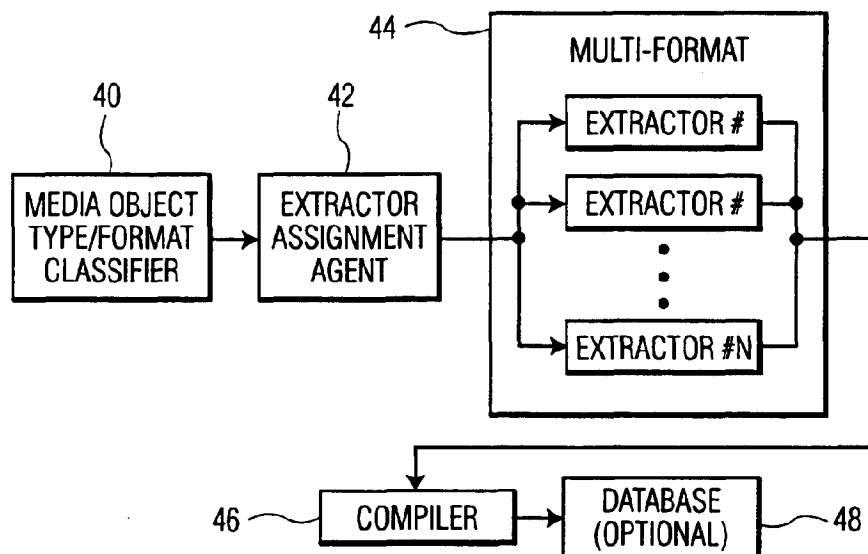 44
MULTI-FORMAT
40
42
EXTRACTOR #
MEDIA OBJECT
TYPE/FORMAT
CLASSIFIER
EXTRACTOR
ASSIGNMENT
AGENT
EXTRACTOR #
EXTRACTOR #N
46
COMPILER
DATABASE
(OPTIONAL)
48